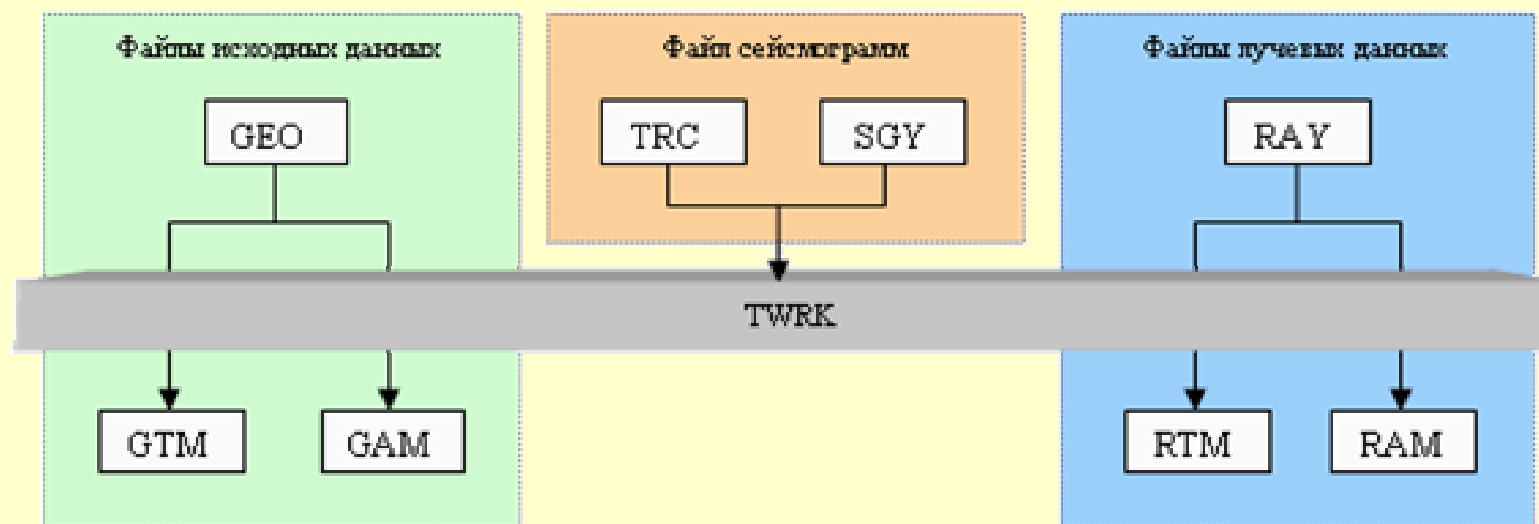 Файлы исходных данных
Файл сейсмограмм
Файлы лучевых данных
GEO
TRC
SGY
RAY
TWRK
GTM
GAM
RTM
RAM